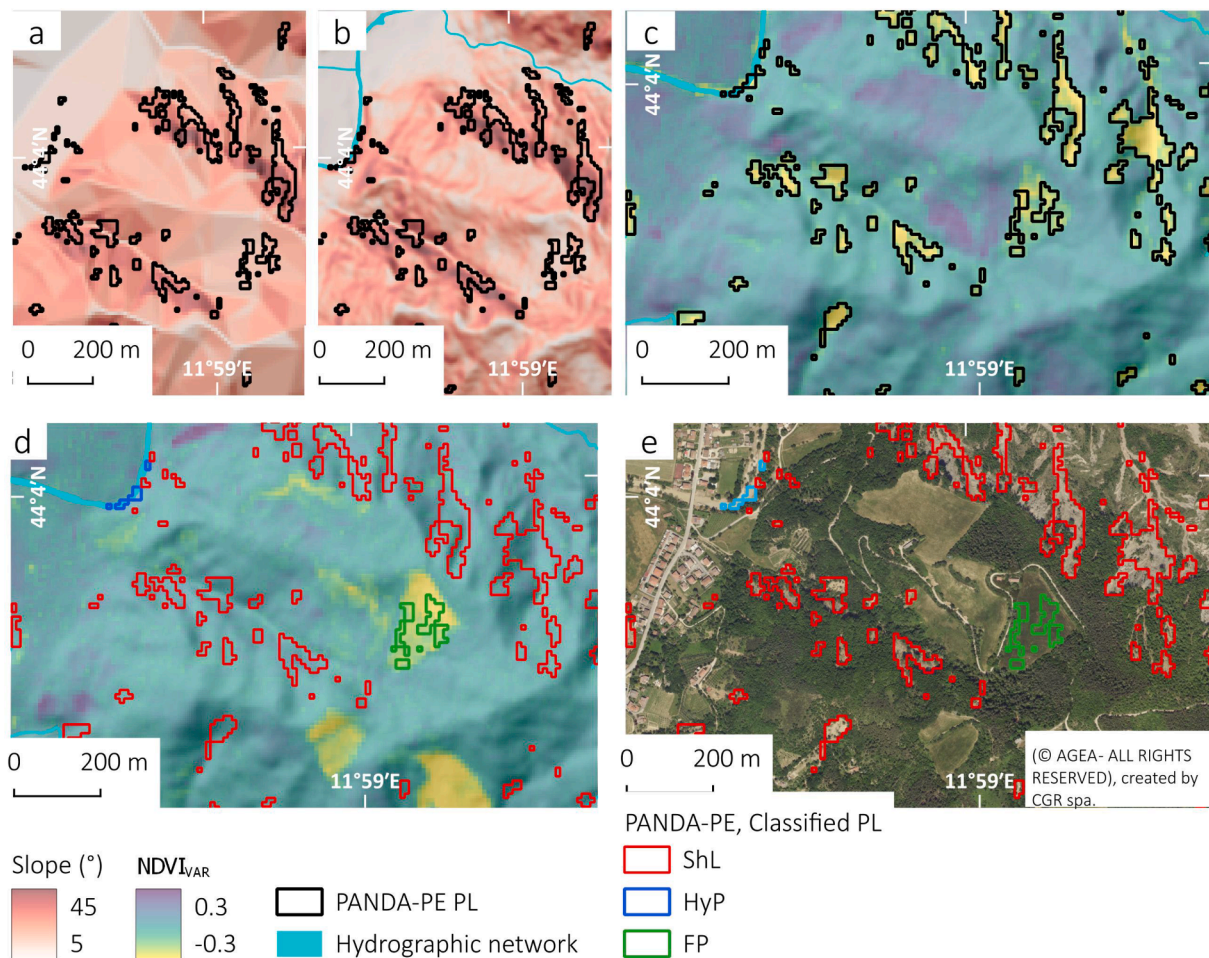 a
b
c
44°4′N
44°4′N
44°4′N
0 200 m
11°59′E
0 200 m
11°59′E
0 200 m
11°59′E
d
e
44°4′N
44°4′N
0 200 m
11°59′E
0 200 m
11°59′E
(© AGEA- ALL RIGHTS
RESERVED), created by
CGR spa.
Slope (°)
45
5
NDVIVAR
0.3
-0.3
PANDA-PE PL
Hydrographic network
PANDA-PE, Classified PL
ShL
HyP
FP